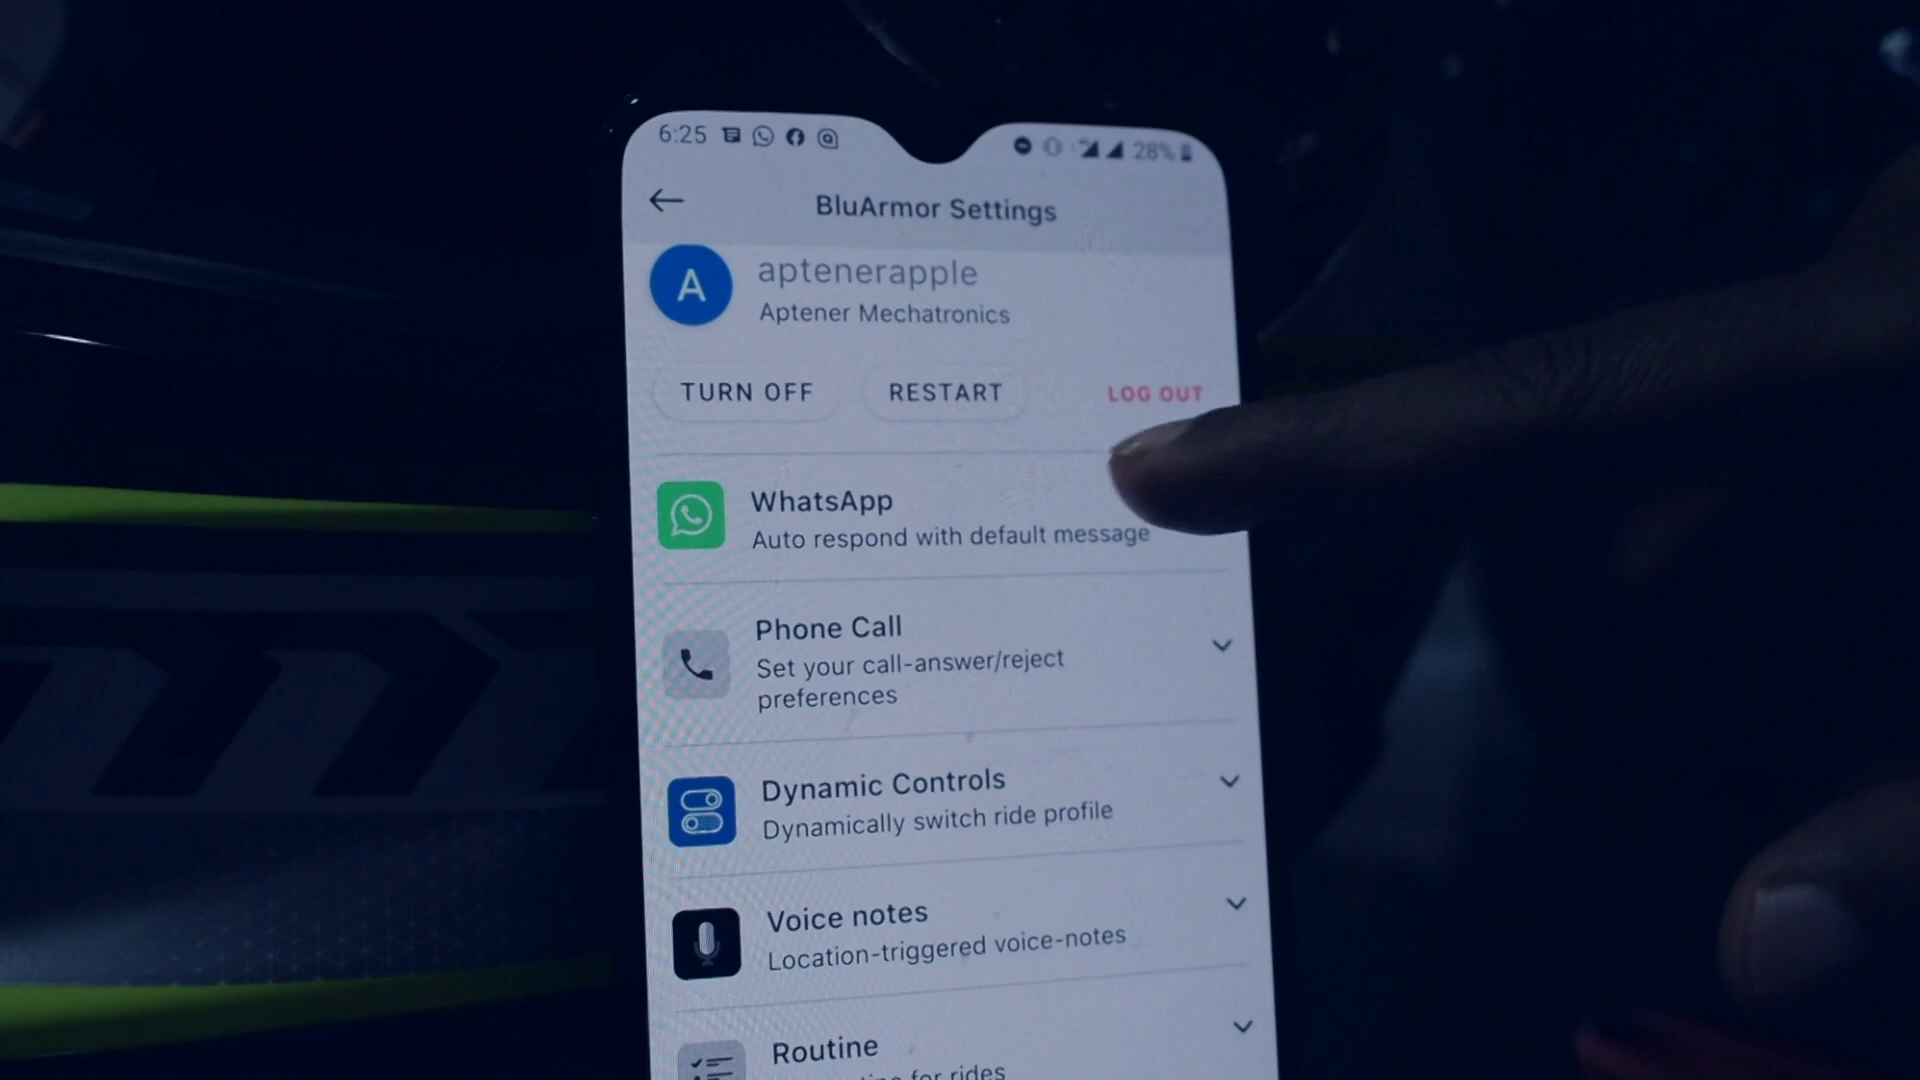 6:25
28%
BluArmor Settings
A
aptenerapple
Aptener Mechatronics
TURN OFF RESTART LOG OUT
WhatsApp
Auto respond with default message
Phone Call
Set your call-answer/reject
preferences
Dynamic Controls
Dynamically switch ride profile
Voice notes
Location-triggered voice-notes
Routine
for rides